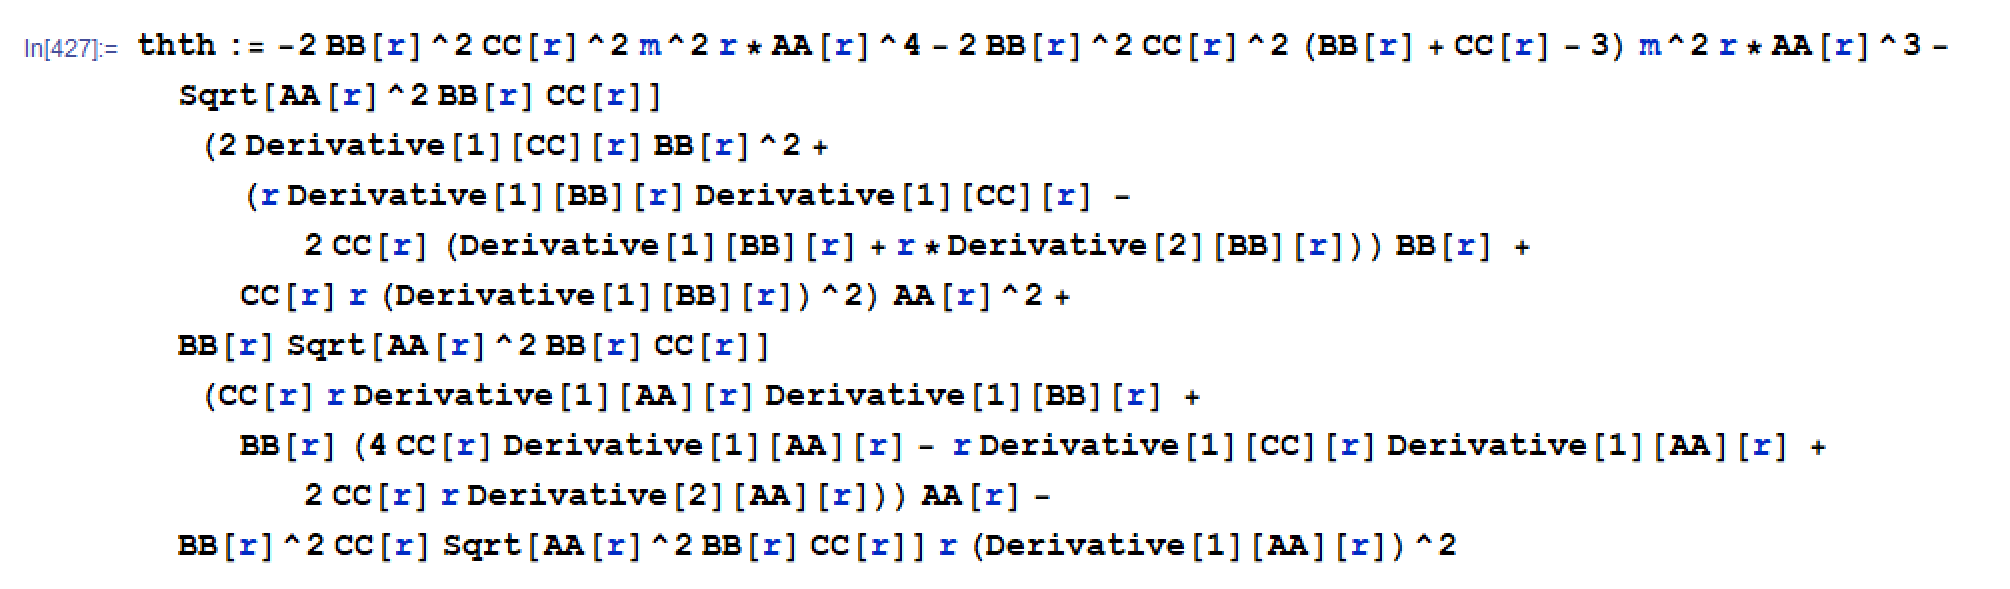 In[427]:= thth := -2 BB[r]^2 CC[r]^2 m^2 r * AA[r]^4 - 2 BB[r]^2 CC[r]^2 (BB[r] + CC[r] - 3) m^2 r * AA[r]^3 -
Sqrt[AA[r]^2 BB[r] CC[r]]
(2 Derivative[1][CC][r] BB[r]^2 +
(r Derivative[1][BB][r] Derivative[1][CC][r] -
2 CC[r] (Derivative[1][BB][r] + r * Derivative[2][BB][r])) BB[r] +
CC[r] r (Derivative[1][BB][r])^2) AA[r]^2 +
BB[r] Sqrt[AA[r]^2 BB[r] CC[r]]
(CC[r] r Derivative[1][AA][r] Derivative[1][BB][r] +
BB[r] (4 CC[r] Derivative[1][AA][r] - r Derivative[1][CC][r] Derivative[1][AA][r] +
2 CC[r] r Derivative[2][AA][r])) AA[r] -
BB[r]^2 CC[r] Sqrt[AA[r]^2 BB[r] CC[r]] r (Derivative[1][AA][r])^2